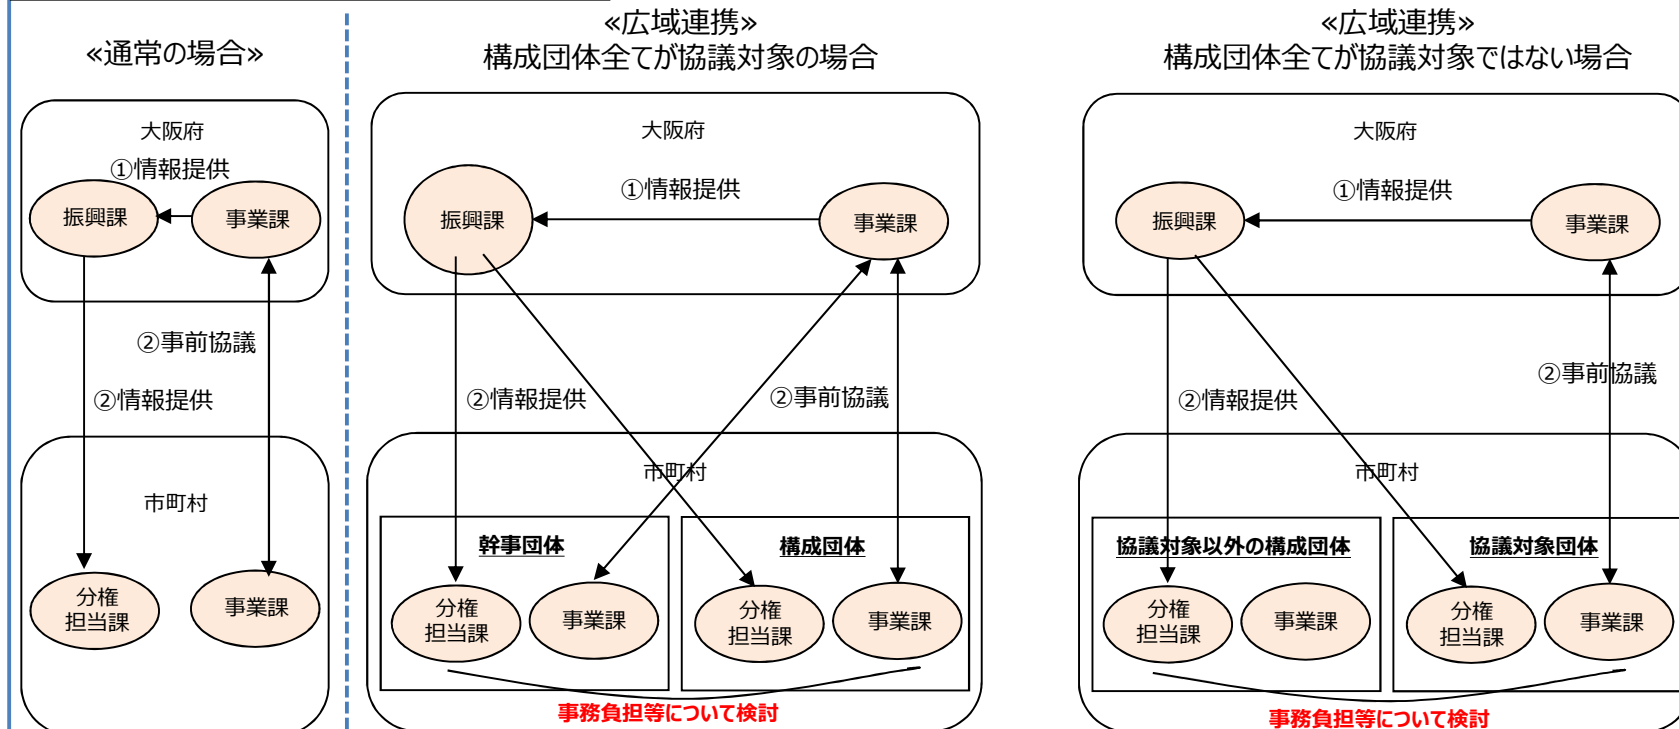 ≪通常の場合≫
大阪府
①情報提供
振興課
事業課
②事前協議
②情報提供
市町村
分権
担当課
事業課
≪広域連携≫
構成団体全てが協議対象の場合
大阪府
①情報提供
振興課
事業課
②情報提供
②事前協議
市町村
幹事団体
構成団体
分権
担当課
事業課
分権
担当課
事業課
事務負担等について検討
≪広域連携≫
構成団体全てが協議対象ではない場合
大阪府
①情報提供
振興課
事業課
②事前協議
②情報提供
市町村
協議対象以外の構成団体
協議対象団体
分権
担当課
事業課
分権
担当課
事業課
事務負担等について検討